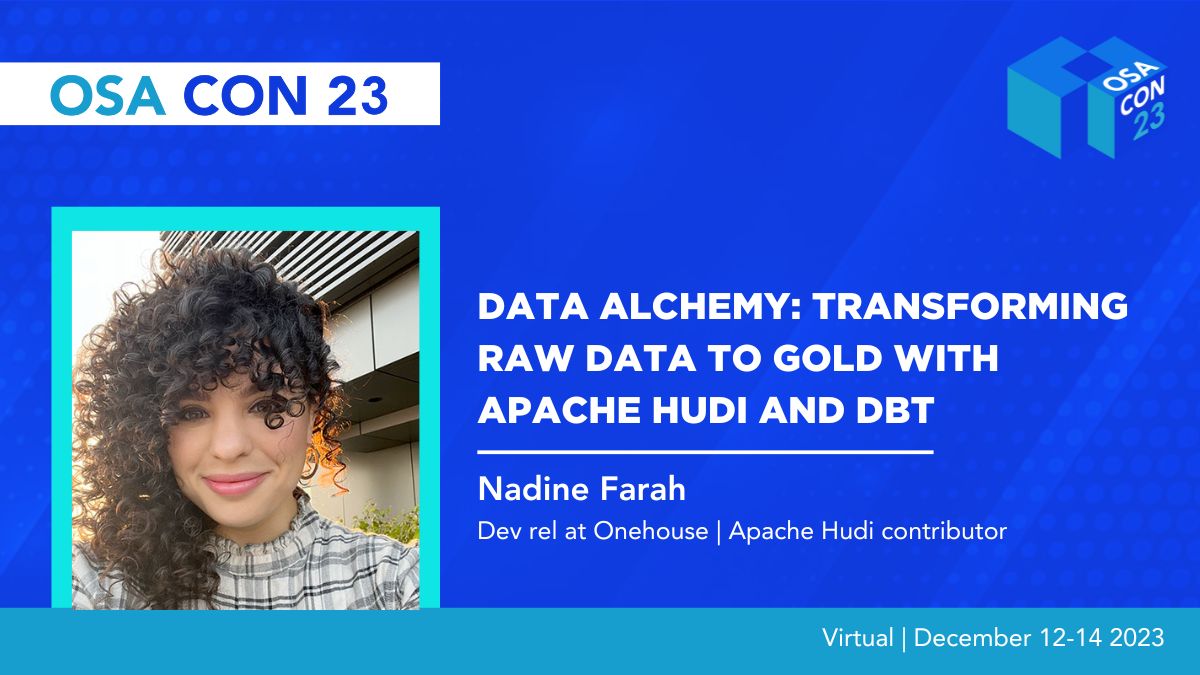 OSA CON 23
OSA
CON
23
DATA ALCHEMY: TRANSFORMING
RAW DATA TO GOLD WITH
APACHE HUDI AND DBT
Nadine Farah
Dev rel at Onehouse | Apache Hudi contributor
Virtual | December 12-14 2023